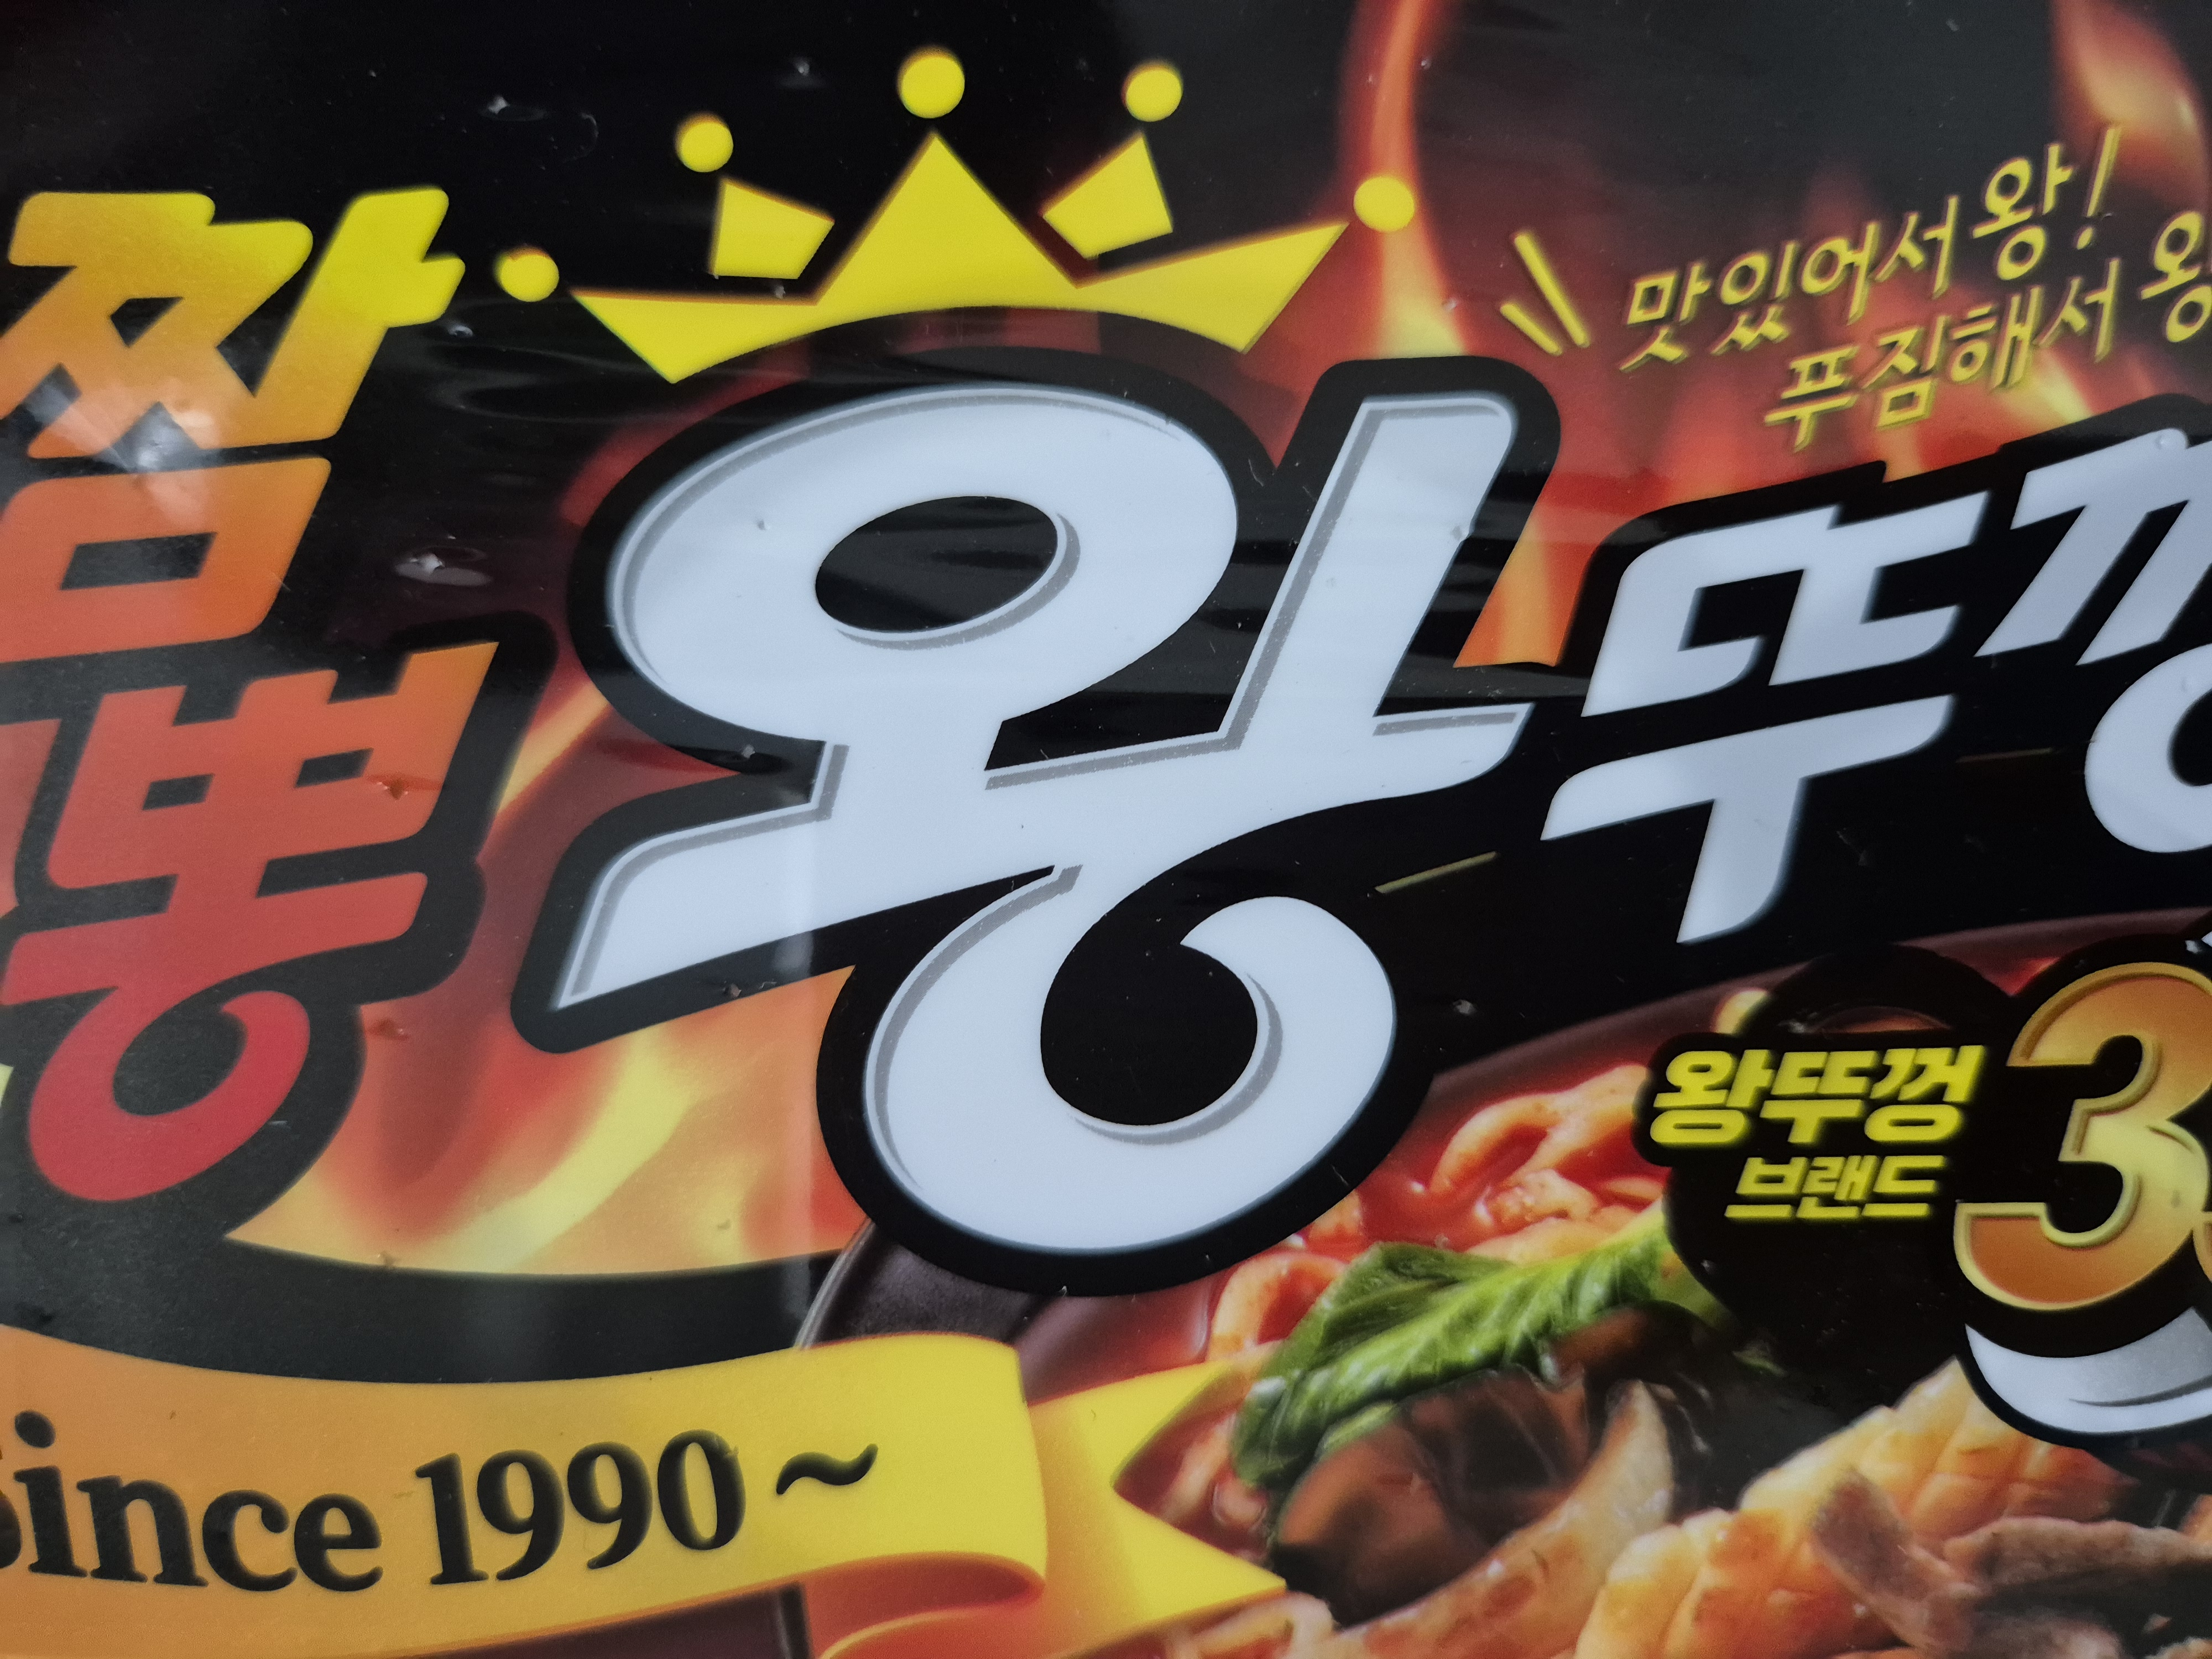 맛있어서 왕!
푸짐해서
짬뽕
왕뚜껑
왕뚜껑
브랜드
3
Since 1990~